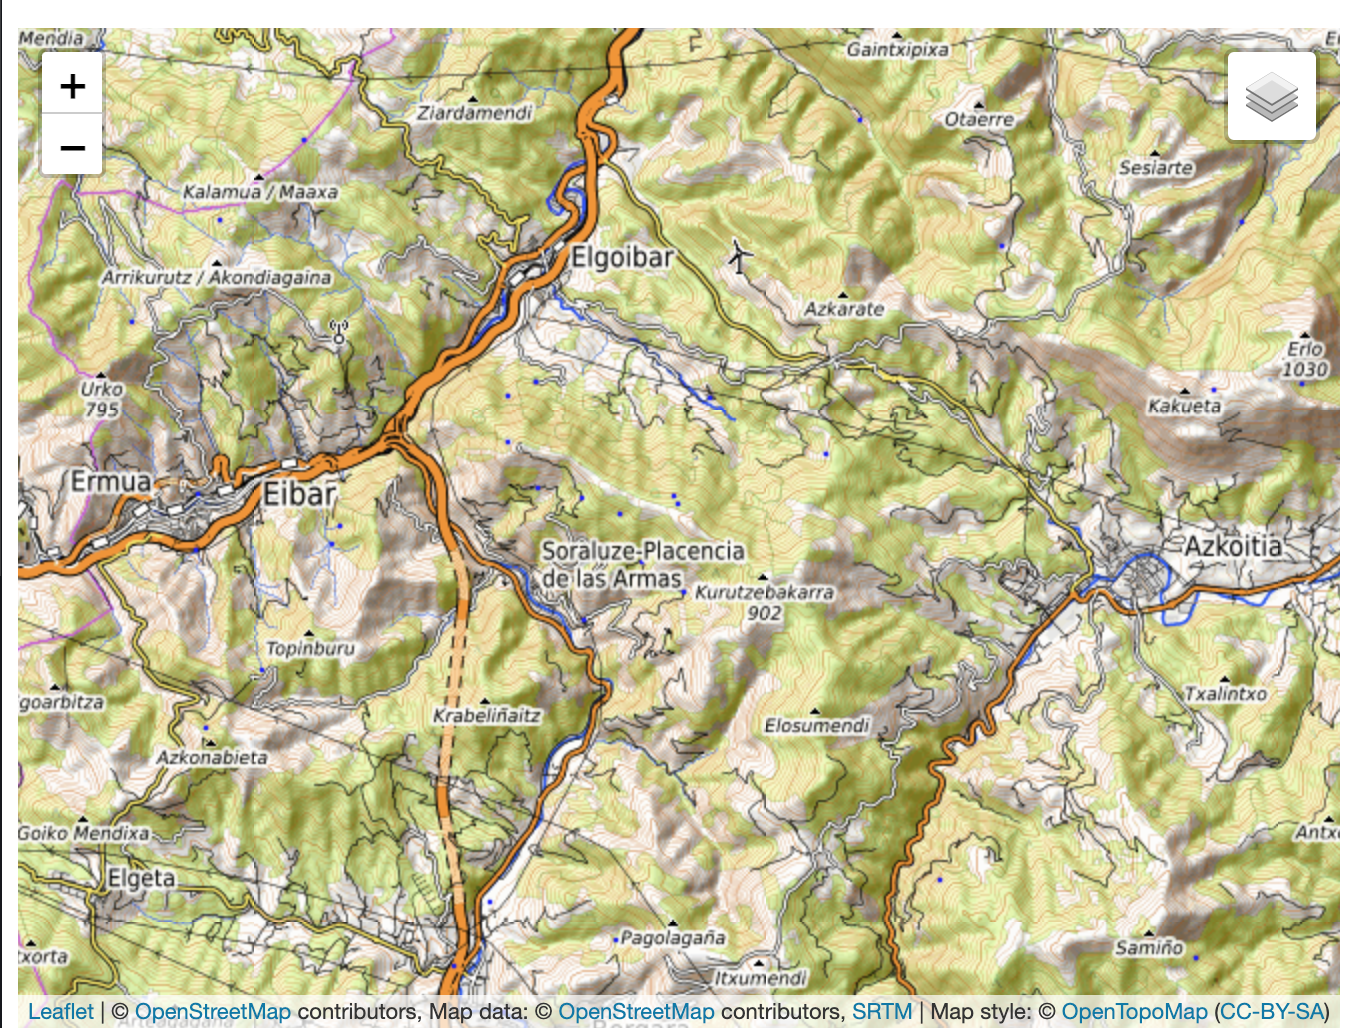 Mendia
Gaintxipixa
+
Ziardamendi
Otaerre
−
Sesiarte
Kalamua / Maaxa
Elgoibar
Arrikurutz / Akondiagaina
Azkarate
Erlo
1030
Urko
795
Kakueta
Ermua
Eibar
Azkoitia
Soraluze-Placencia
de las Armas
Kurutzebakarra
902
Topinburu
goarbitza
Txalintxo
Krabeliñaitz
Elosumendi
Azkonabieta
Goiko Mendixa
Antx
Elgeta
Pagolagaña
Samiño
txorta
Itxumendi
Leaflet | © OpenStreetMap contributors, Map data: © OpenStreetMap contributors, SRTM | Map style: © OpenTopoMap (CC-BY-SA)